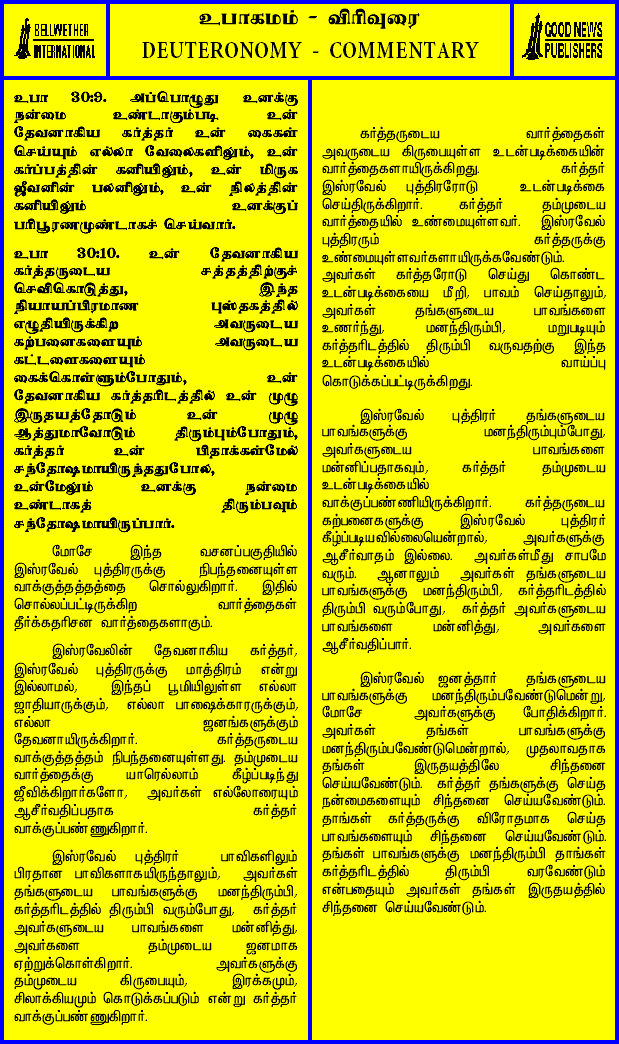 உபாகமம் - விரிவுரை
BELLWETHER
INTERNATIONAL
DEUTERONOMY - COMMENTARY
GOOD NEWS
PUBLISHERS
உபா 30:9. அப்பொழுது உனக்கு
நன்மை உண்டாகும்படி உன்
தேவனாகிய கர்த்தர் உன் கைகள்
செய்யும் எல்லா வேலைகளிலும், உன்
கர்ப்பத்தின் கனியிலும், உன் மிருக
ஜீவனின் பலனிலும், உன் நிலத்தின்
கனியிலும் உனக்குப்
பரிபூரணமுண்டாகச் செய்வார்.
உபா 30:10. உன் தேவனாகிய
கர்த்தருடைய சத்தத்திற்குச்
செவிகொடுத்து, இந்த
நியாயப்பிரமாண புஸ்தகத்தில்
எழுதியிருக்கிற அவருடைய
கற்பனைகளையும் அவருடைய
கட்டளைகளையும்
கைக்கொள்ளும்போதும், உன்
தேவனாகிய கர்த்தரிடத்தில் உன் முழு
இருதயத்தோடும் உன் முழு
ஆத்துமாவோடும் திரும்பும்போதும்,
கர்த்தர் உன் பிதாக்கள்மேல்
சந்தோஷமாயிருந்ததுபோல,
உன்மேலும் உனக்கு நன்மை
உண்டாகத் திரும்பவும்
சந்தோஷமாயிருப்பார்.
மோசே இந்த வசனப்பகுதியில்
இஸ்ரவேல் புத்திரருக்கு நிபந்தனையுள்ள
வாக்குத்தத்தத்தை சொல்லுகிறார். இதில்
சொல்லப்பட்டிருக்கிற வார்த்தைகள்
தீர்க்கதரிசன வார்த்தைகளாகும்.
இஸ்ரவேலின் தேவனாகிய கர்த்தர்,
இஸ்ரவேல் புத்திரருக்கு மாத்திரம் என்று
இல்லாமல், இந்தப் பூமியிலுள்ள எல்லா
ஜாதியாருக்கும், எல்லா பாஷைக்காரருக்கும்,
எல்லா ஜனங்களுக்கும்
தேவனாயிருக்கிறார். கர்த்தருடைய
வாக்குத்தத்தம் நிபந்தனையுள்ளது. தம்முடைய
வார்த்தைக்கு யாரெல்லாம் கீழ்ப்படிந்து
ஜீவிக்கிறார்களோ, அவர்கள் எல்லோரையும்
ஆசீர்வதிப்பதாக கர்த்தர்
வாக்குப்பண்ணுகிறார்.
இஸ்ரவேல் புத்திரர் பாவிகளிலும்
பிரதான பாவிகளாகயிருந்தாலும், அவர்கள்
தங்களுடைய பாவங்களுக்கு மனந்திரும்பி,
கர்த்தரிடத்தில் திரும்பி வரும்போது, கர்த்தர்
அவர்களுடைய பாவங்களை மன்னித்து,
அவர்களை தம்முடைய ஜனமாக
ஏற்றுக்கொள்கிறார். அவர்களுக்கு
தம்முடைய கிருபையும், இரக்கமும்,
சிலாக்கியமும் கொடுக்கப்படும் என்று கர்த்தர்
வாக்குப்பண்ணுகிறார்.
கர்த்தருடைய வார்த்தைகள்
அவருடைய கிருபையுள்ள உடன்படிக்கையின்
வார்த்தைகளாயிருக்கிறது. கர்த்தர்
இஸ்ரவேல் புத்திரரோடு உடன்படிக்கை
செய்திருக்கிறார். கர்த்தர் தம்முடைய
வார்த்தையில் உண்மையுள்ளவர். இஸ்ரவேல்
புத்திரரும் கர்த்தருக்கு
உண்மையுள்ளவர்களாயிருக்கவேண்டும்.
அவர்கள் கர்த்தரோடு செய்து கொண்ட
உடன்படிக்கையை மீறி, பாவம் செய்தாலும்,
அவர்கள் தங்களுடைய பாவங்களை
உணர்ந்து, மனந்திரும்பி, மறுபடியும்
கர்த்தரிடத்தில் திரும்பி வருவதற்கு இந்த
உடன்படிக்கையில் வாய்ப்பு
கொடுக்கப்பட்டிருக்கிறது.
இஸ்ரவேல் புத்திரர் தங்களுடைய
பாவங்களுக்கு மனந்திரும்பும்போது,
அவர்களுடைய பாவங்களை
மன்னிப்பதாகவும், கர்த்தர் தம்முடைய
உடன்படிக்கையில்
வாக்குப்பண்ணியிருக்கிறார். கர்த்தருடைய
கற்பனைகளுக்கு இஸ்ரவேல் புத்திரர்
கீழ்ப்படியவில்லையென்றால், அவர்களுக்கு
ஆசீர்வாதம் இல்லை. அவர்கள்மீது சாபமே
வரும். ஆனாலும் அவர்கள் தங்களுடைய
பாவங்களுக்கு மனந்திரும்பி, கர்த்தரிடத்தில்
திரும்பி வரும்போது, கர்த்தர் அவர்களுடைய
பாவங்களை மன்னித்து, அவர்களை
ஆசீர்வதிப்பார்.
இஸ்ரவேல் ஜனத்தார் தங்களுடைய
பாவங்களுக்கு மனந்திரும்பவேண்டுமென்று,
மோசே அவர்களுக்கு போதிக்கிறார்.
அவர்கள் தங்கள் பாவங்களுக்கு
மனந்திரும்பவேண்டுமென்றால், முதலாவதாக
தங்கள் இருதயத்திலே சிந்தனை
செய்யவேண்டும். கர்த்தர் தங்களுக்கு செய்த
நன்மைகளையும் சிந்தனை செய்யவேண்டும்.
தாங்கள் கர்த்தருக்கு விரோதமாக செய்த
பாவங்களையும் சிந்தனை செய்யவேண்டும்.
தங்கள் பாவங்களுக்கு மனந்திரும்பி தாங்கள்
கர்த்தரிடத்தில் திரும்பி வரவேண்டும்
என்பதையும் அவர்கள் தங்கள் இருதயத்தில்
சிந்தனை செய்யவேண்டும்.